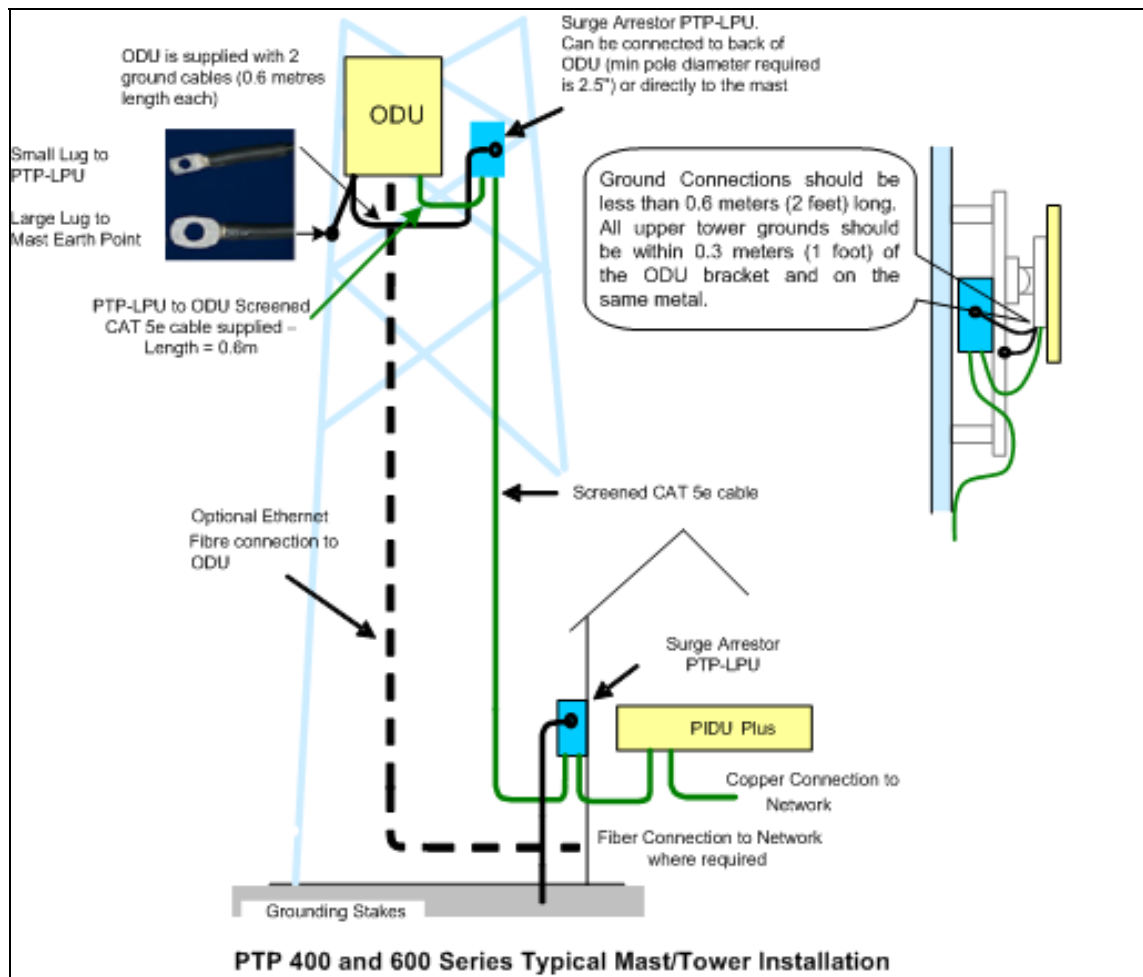 Surge Arrestor PTP-LPU.
Can be connected to back of
ODU (min pole diameter required
is 2.5") or directly to the mast
ODU is supplied with 2
ground cables (0.6 metres
length each)
ODU
Small Lug to
PTP-LPU
Large Lug to
Mast Earth Point
Ground Connections should be
less than 0.6 meters (2 feet) long.
All upper tower grounds should
be within 0.3 meters (1 foot) of
the ODU bracket and on the
same metal.
PTP-LPU to ODU Screened
CAT 5e cable supplied –
Length = 0.6m
Screened CAT 5e cable
Optional Ethernet
Fibre connection to
ODU
Surge Arrestor
PTP-LPU
PIDU Plus
Copper Connection to
Network
Fiber Connection to Network
where required
Grounding Stakes
PTP 400 and 600 Series Typical Mast/Tower Installation